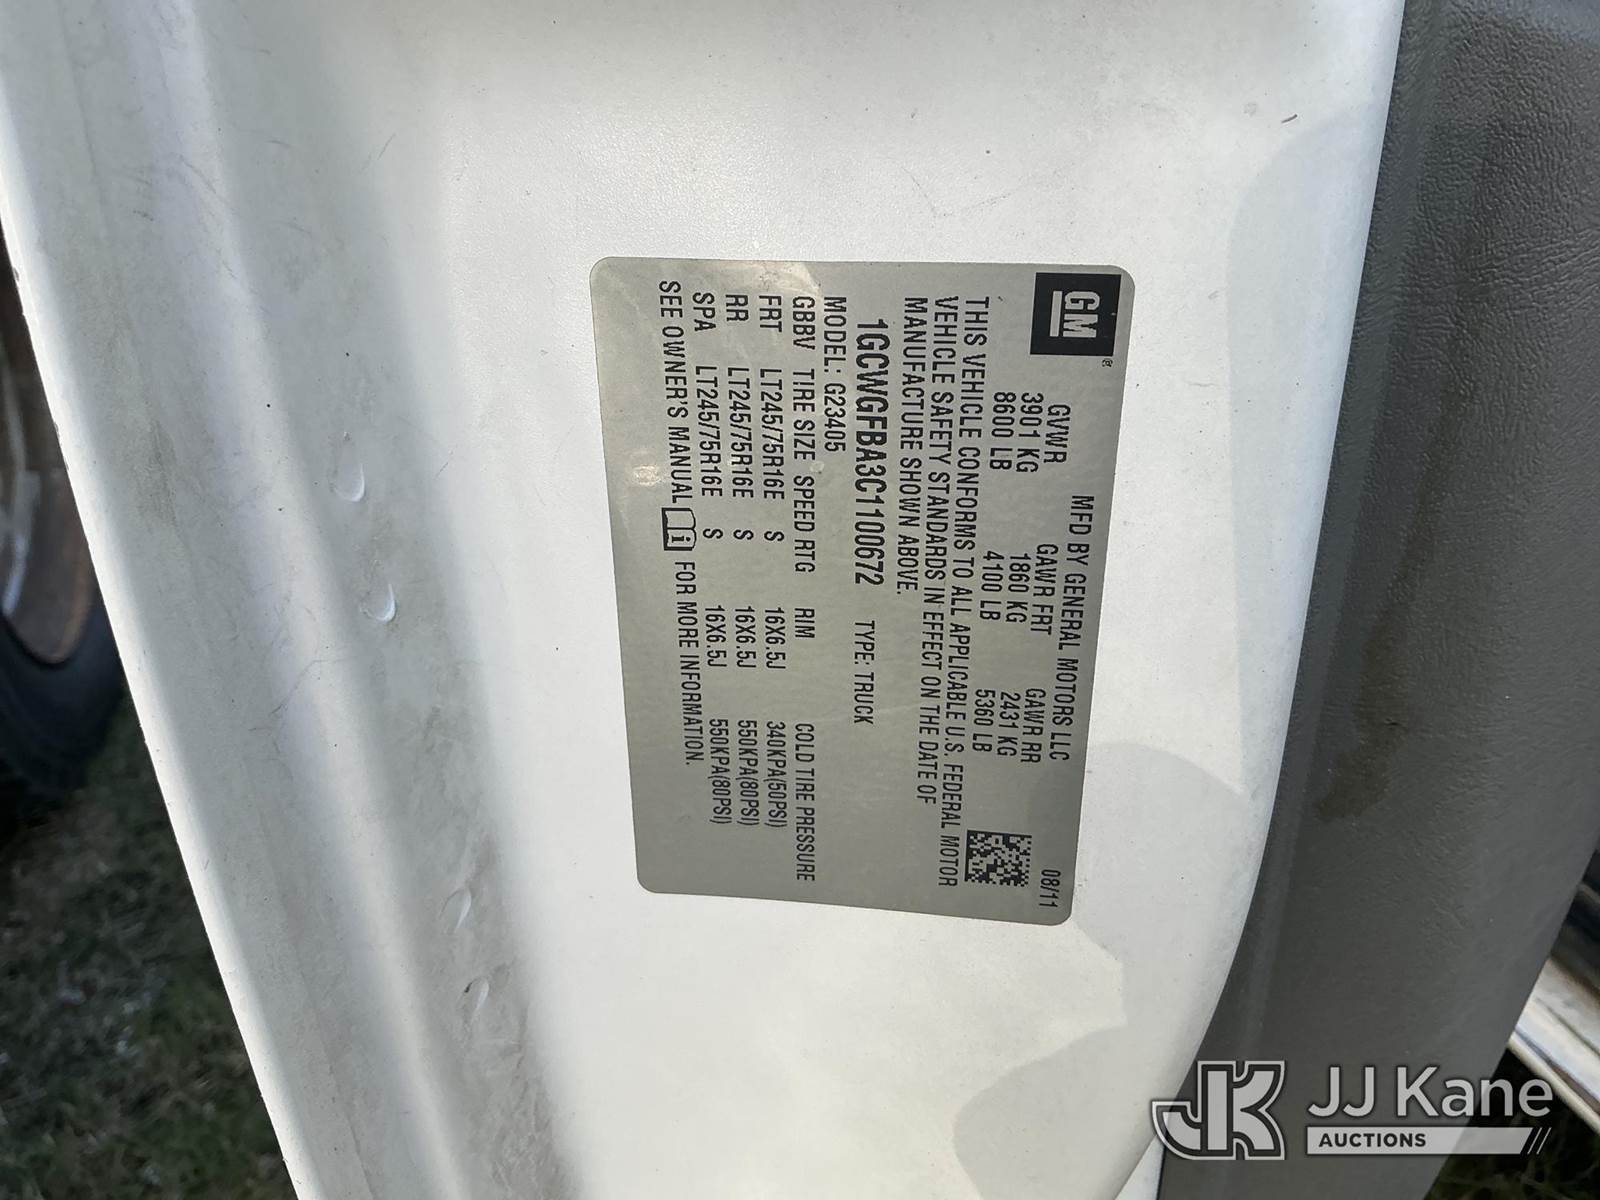 GM®
MFD BY GENERAL MOTORS LLC 08/11
GVWR GAWR FRT GAWR RR
3901 KG 1860 KG 2431 KG
8600 LB 4100 LB 5360 LB
THIS VEHICLE CONFORMS TO ALL APPLICABLE U.S. FEDERAL MOTOR
VEHICLE SAFETY STANDARDS IN EFFECT ON THE DATE OF
MANUFACTURE SHOWN ABOVE.
1GCWGFBA3C1100672 TYPE: TRUCK
MODEL: G23405
GBBV TIRE SIZE SPEED RTG RIM COLD TIRE PRESSURE
FRT LT245/75R16E S 16X6.5J 340KPA(50PSI)
RR LT245/75R16E S 16X6.5J 550KPA(80PSI)
SPA LT245/75R16E S 16X6.5J 550KPA(80PSI)
SEE OWNER'S MANUAL i FOR MORE INFORMATION.
JK JJ Kane
AUCTIONS